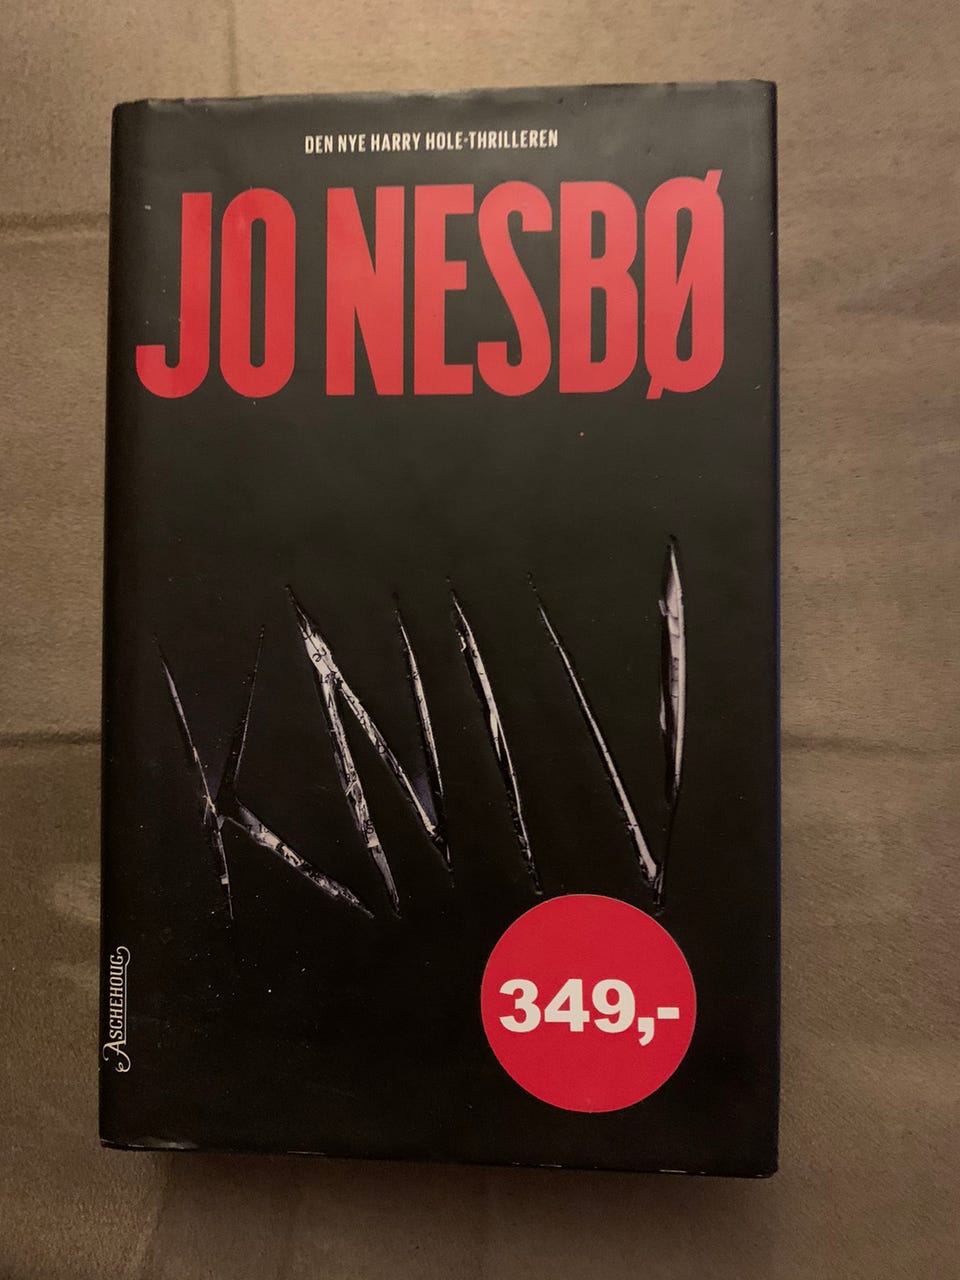 DEN NYE HARRY HOLE-THRILLEREN
JO NESBØ
KNIV
349,-
ASCHEHOUG